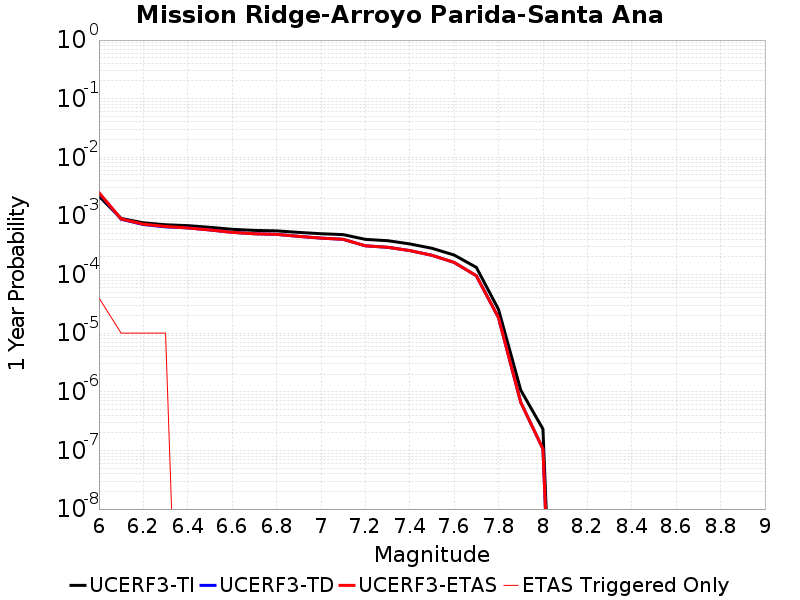 Mission Ridge-Arroyo Parida-Santa Ana
10^0
10^-1
10^-2
10^-3
10^-4
10^-5
10^-6
10^-7
10^-8
1 Year Probability
6 6.2 6.4 6.6 6.8 7 7.2 7.4 7.6 7.8 8 8.2 8.4 8.6 8.8 9
Magnitude
UCERF3-TI UCERF3-TD UCERF3-ETAS ETAS Triggered Only